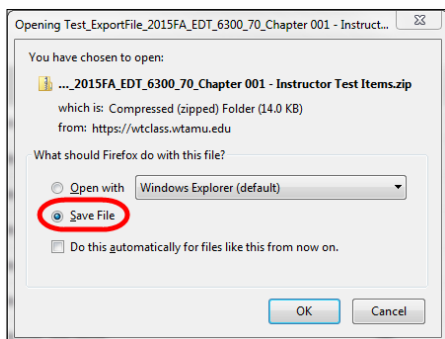 Opening Test_ExportFile_2015FA_EDT_6300_70_Chapter 001 - Instruct...
You have chosen to open:
..._2015FA_EDT_6300_70_Chapter 001 - Instructor Test Items.zip
which is: Compressed (zipped) Folder (14.0 KB)
from: https://wtclass.wtamu.edu
What should Firefox do with this file?
Open with Windows Explorer (default)
Save File
Do this automatically for files like this from now on.
OK Cancel